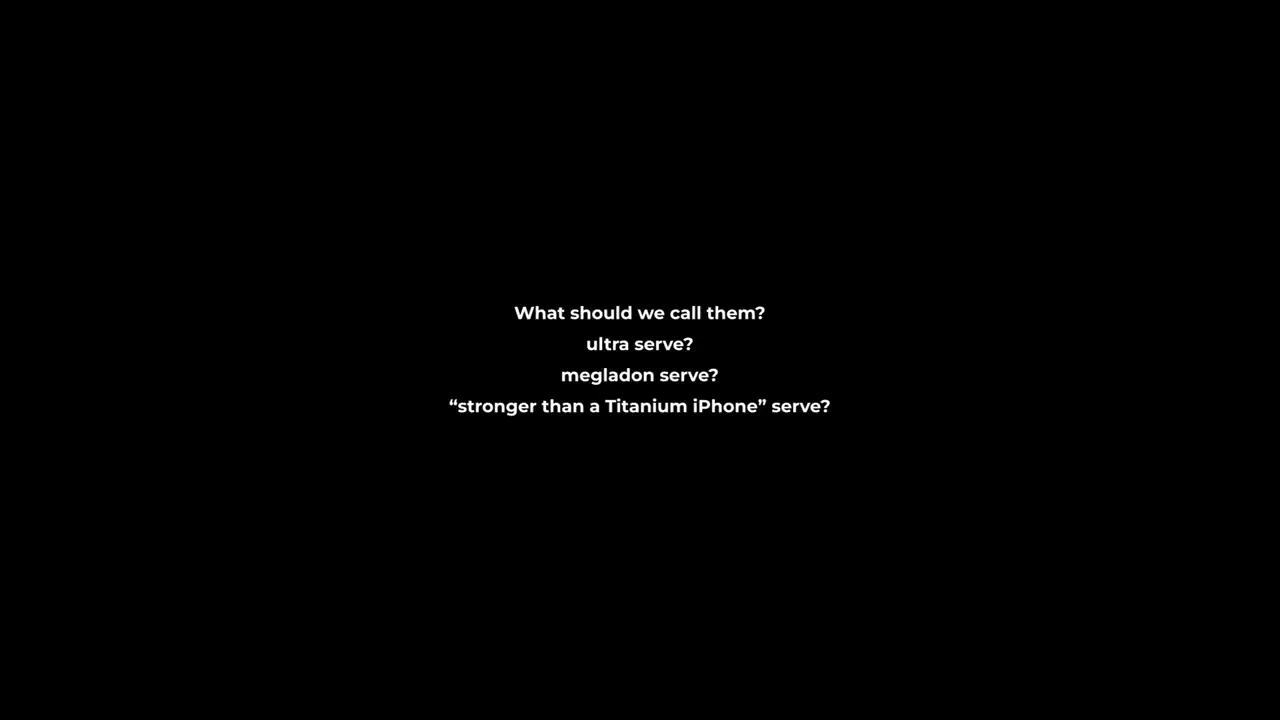 What should we call them?
ultra serve?
megladon serve?
“stronger than a Titanium iPhone” serve?